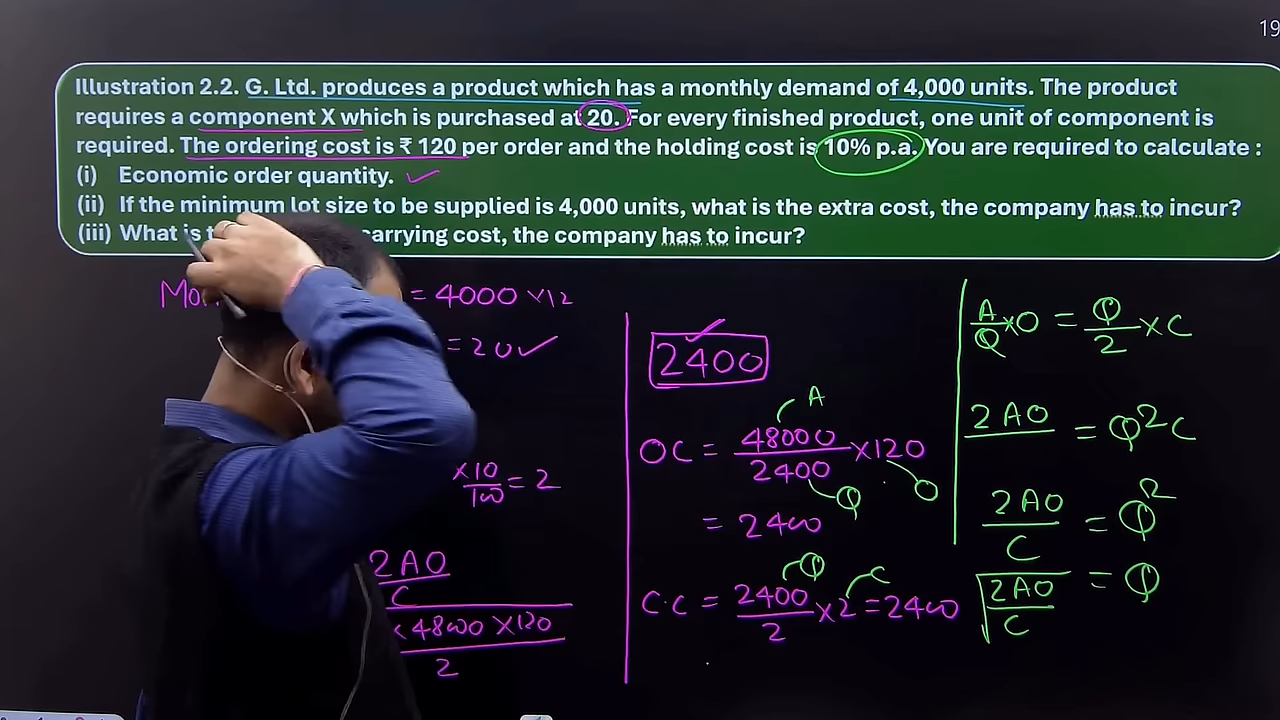 19
Illustration 2.2. G. Ltd. produces a product which has a monthly demand of 4,000 units. The product
requires a component X which is purchased at 20. For every finished product, one unit of component is
required. The ordering cost is ₹ 120 per order and the holding cost is 10% p.a. You are required to calculate :
(i) Economic order quantity.
(ii) If the minimum lot size to be supplied is 4,000 units, what is the extra cost, the company has to incur?
(iii) What is carrying cost, the company has to incur?
= 4000 ×12
= 20 ✓
×10/100 = 2
2AO/C
4800 × 120
2
2400
A
OC = 48000/2400 × 120
Q O
= 2400
Q C
C.C = 2400/2 × 2 = 2400
A/Q × O = Q/2 × C
2AO = Q²C
2AO/C = Q²
√2AO/C = Q